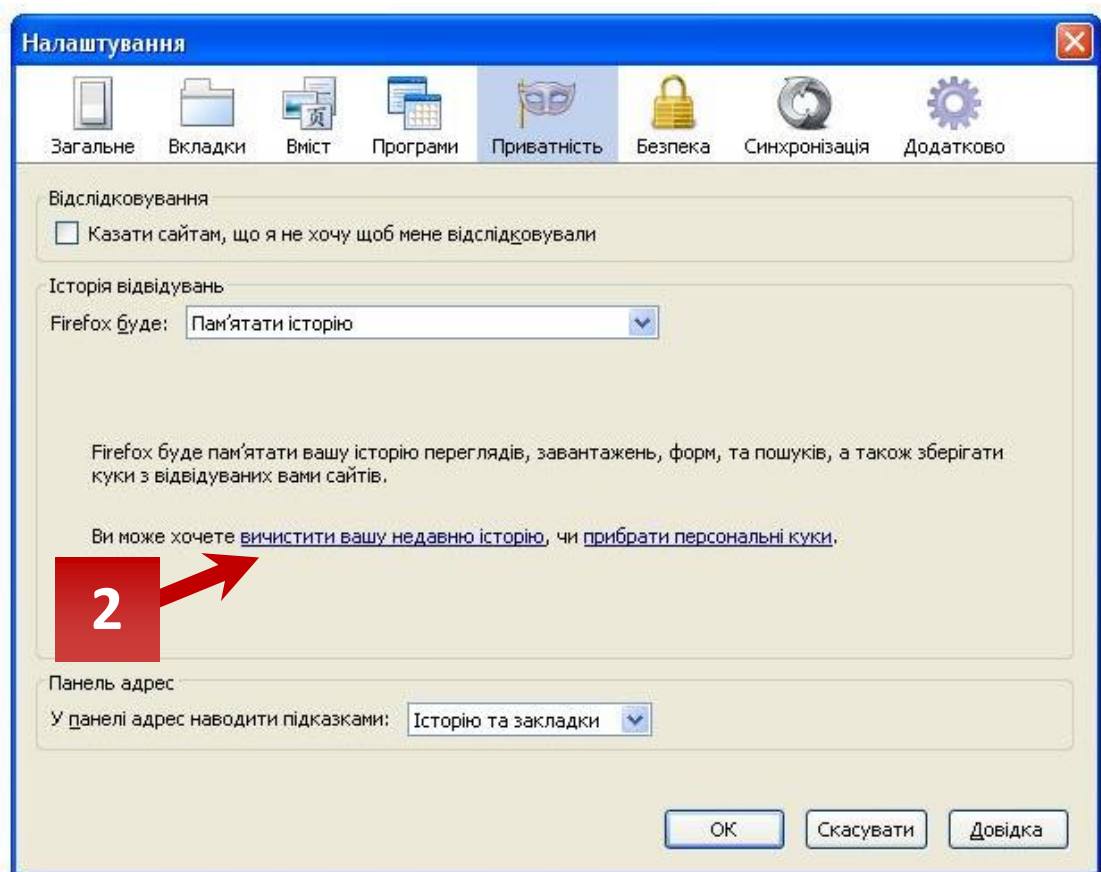 Налаштування
Загальне Вкладки Вміст Програми Приватність Безпека Синхронізація Додатково
Відслідковування
Казати сайтам, що я не хочу щоб мене відслідковували
Історія відвідувань
Firefox буде: Пам'ятати історію
Firefox буде пам'ятати вашу історію переглядів, завантажень, форм, та пошуків, а також зберігати
куки з відвідуваних вами сайтів.
Ви може хочете вичистити вашу недавню історію, чи прибрати персональні куки.
2
Панель адрес
У панелі адрес наводити підказками: Історію та закладки
OK Скасувати Довідка